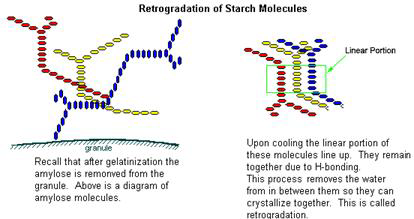 Retrogradation of Starch Molecules
Linear Portion
granule
Recall that after gelatinization the
amylose is remonved from the
granule. Above is a diagram of
amylose molecules.
Upon cooling the linear portion of
these molecules line up. They remain
together due to H-bonding.
This process removes the water
from in between them so they can
crystallize together. This is called
retrogradation.